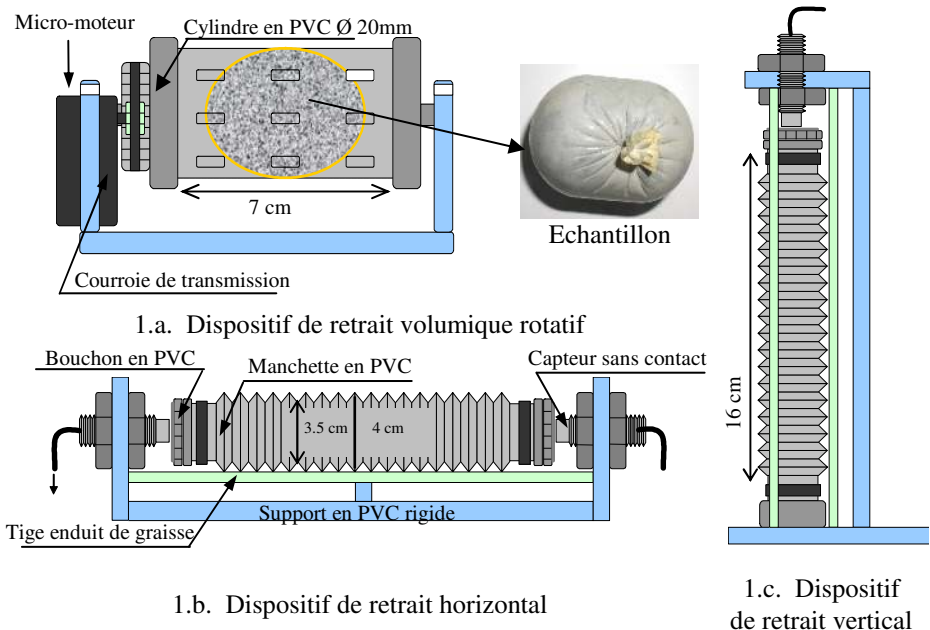 Micro-moteur
Cylindre en PVC Ø 20mm
7 cm
Echantillon
Courroie de transmission
1.a. Dispositif de retrait volumique rotatif
Bouchon en PVC
Manchette en PVC
Capteur sans contact
3.5 cm
4 cm
Tige enduit de graisse
Support en PVC rigide
1.b. Dispositif de retrait horizontal
16 cm
1.c. Dispositif
de retrait vertical